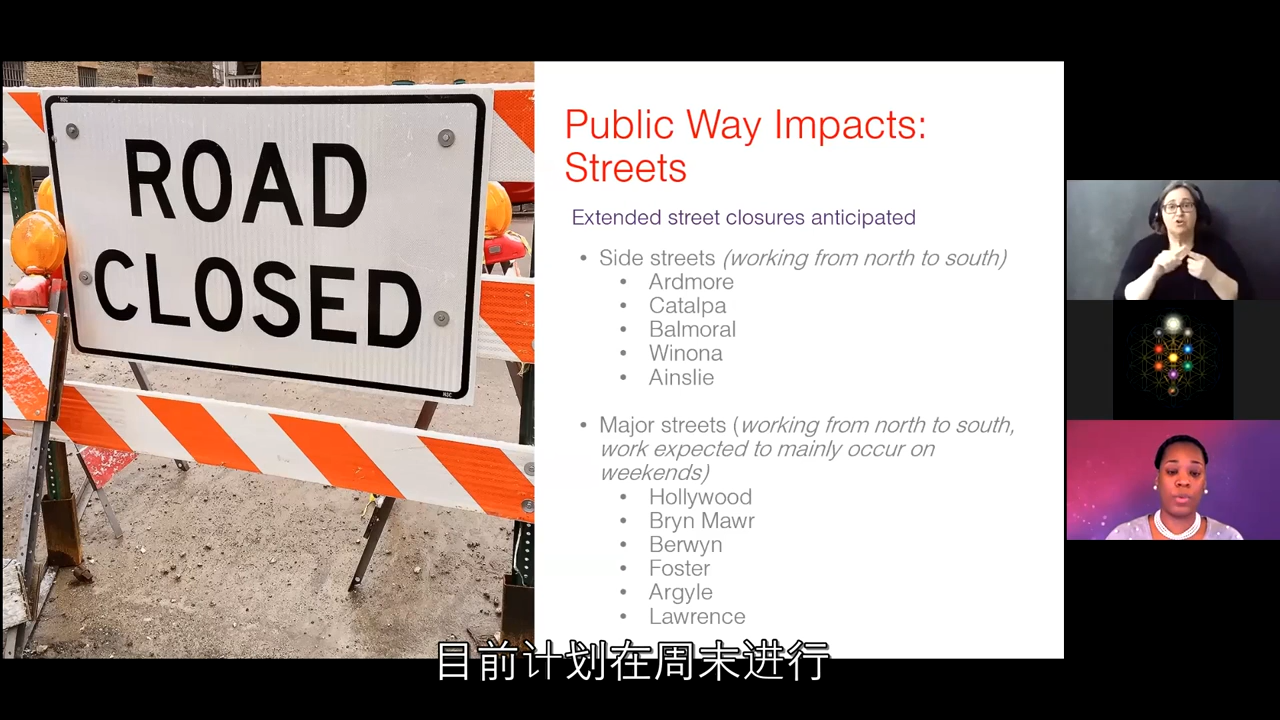 ROAD
CLOSED
Public Way Impacts:
Streets
Extended street closures anticipated
• Side streets (working from north to south)
• Ardmore
• Catalpa
• Balmoral
• Winona
• Ainslie
• Major streets (working from north to south,
work expected to mainly occur on
weekends)
• Hollywood
• Bryn Mawr
• Berwyn
• Foster
• Argyle
• Lawrence
目前计划在周末进行